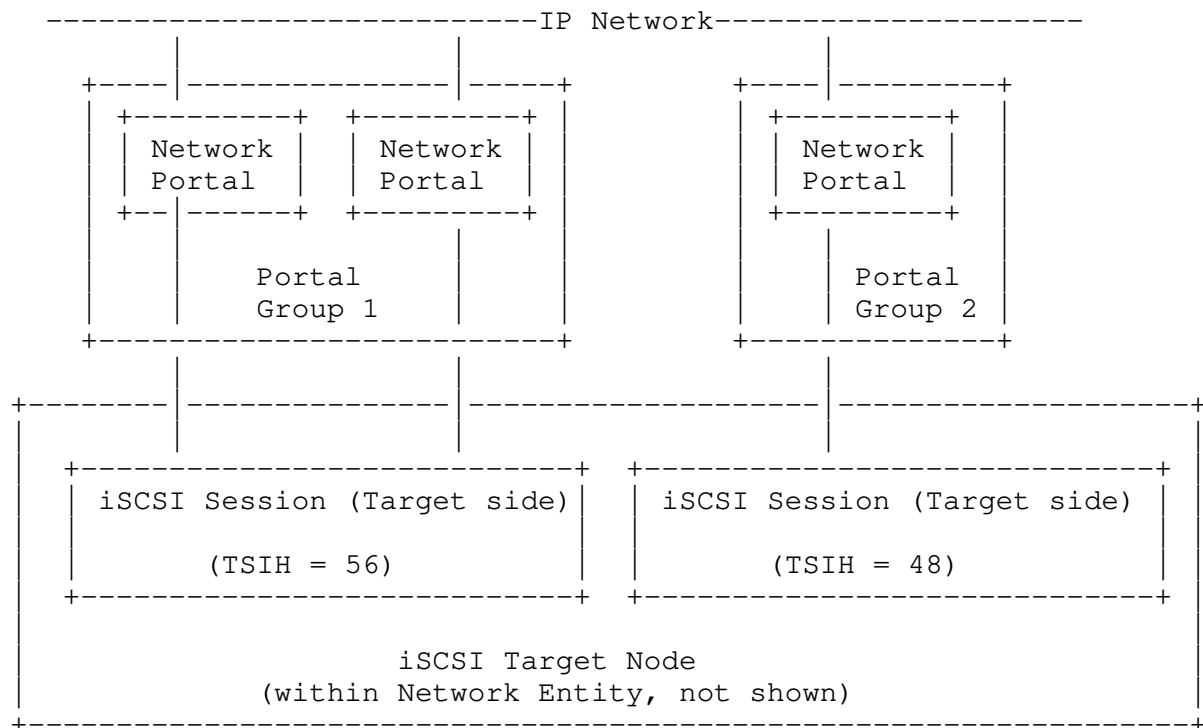 IP Network
Network Network Network
Portal Portal Portal
Portal Portal
Group 1 Group 2
iSCSI Session (Target side) iSCSI Session (Target side)
(TSIH = 56) (TSIH = 48)
iSCSI Target Node
(within Network Entity, not shown)